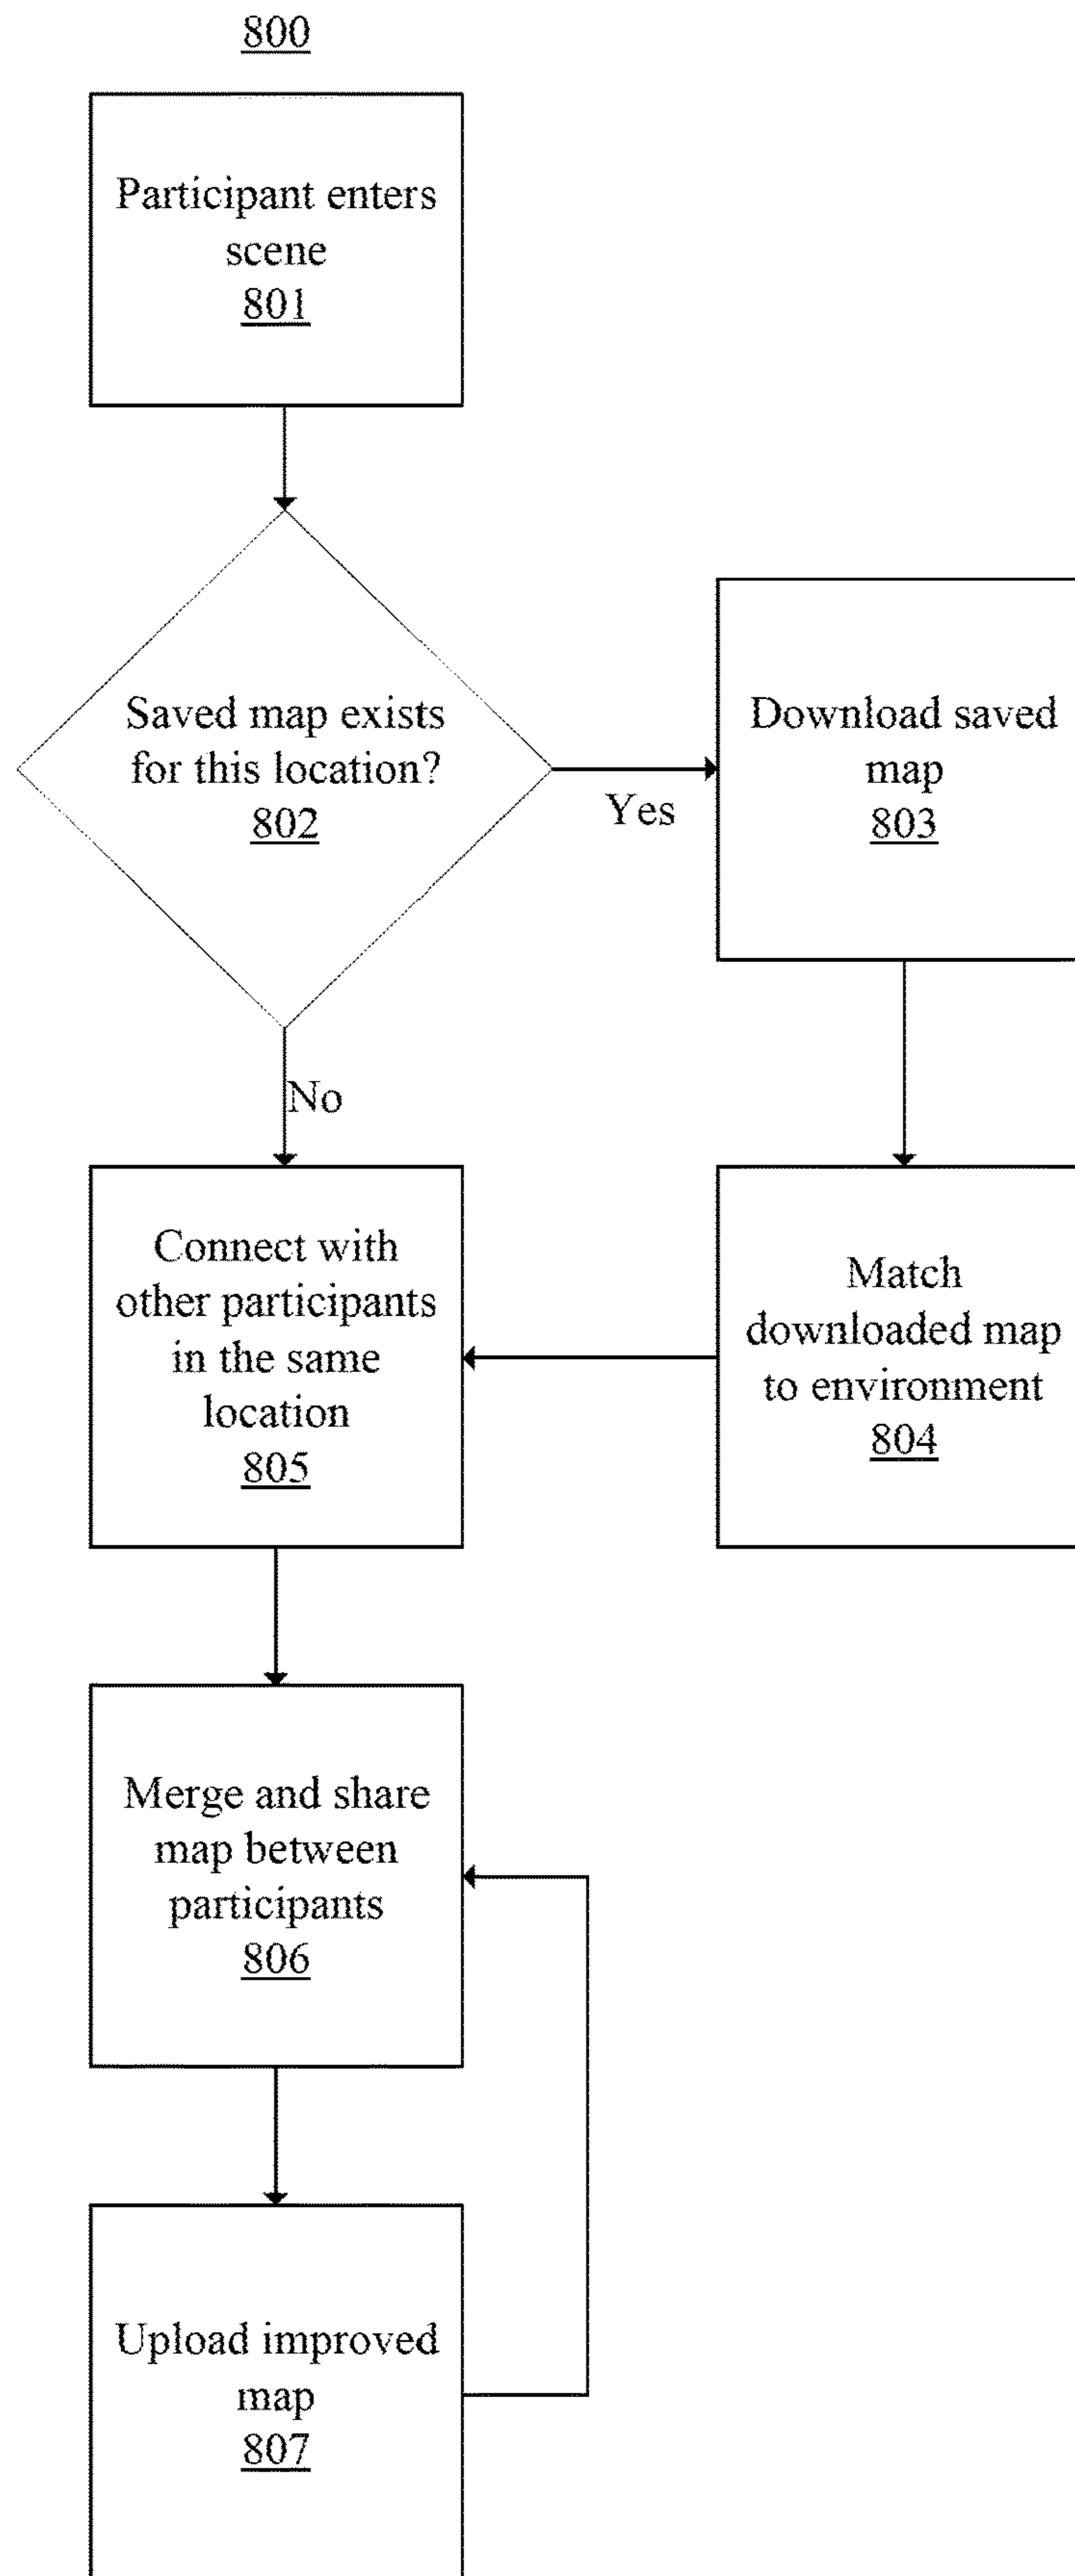 800
Participant enters
scene
801
Saved map exists
for this location?
802
Yes
Download saved
map
803
No
Connect with
other participants
in the same
location
805
Match
downloaded map
to environment
804
Merge and share
map between
participants
806
Upload improved
map
807